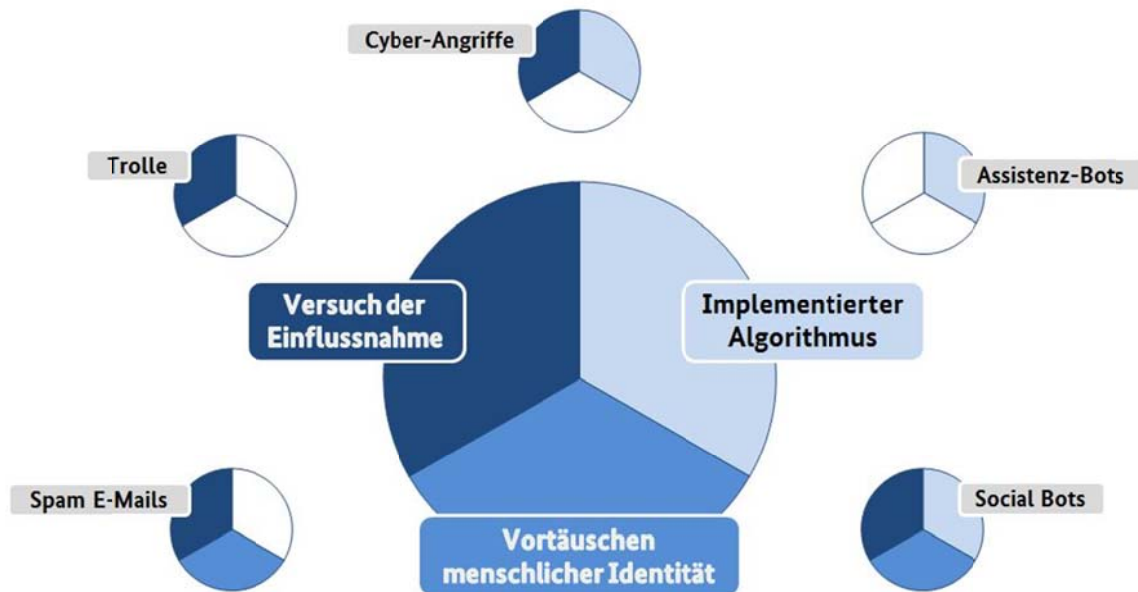 Cyber-Angriffe
Trolle
Assistenz-Bots
Versuch der
Einflussnahme
Implementierter
Algorithmus
Spam E-Mails
Social Bots
Vortäuschen
menschlicher Identität